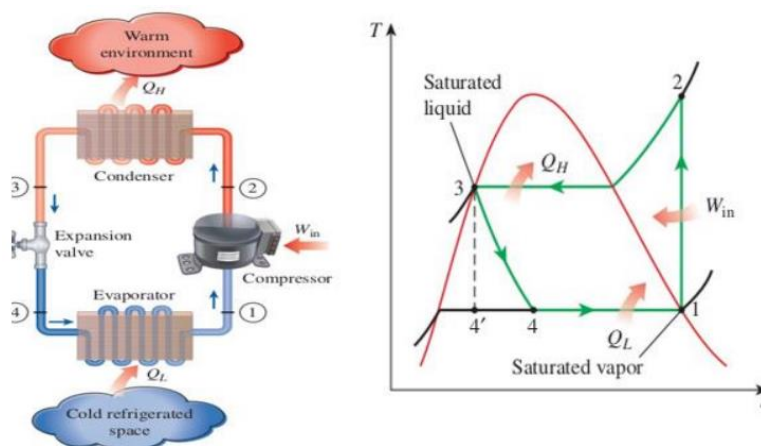 Warm
environment
Q_H
Condenser
3
2
Expansion
valve
W_in
Compressor
Evaporator
4
1
Q_L
Cold refrigerated
space
T
Saturated
liquid
2
3
Q_H
W_in
4'
4
Q_L
1
Saturated vapor